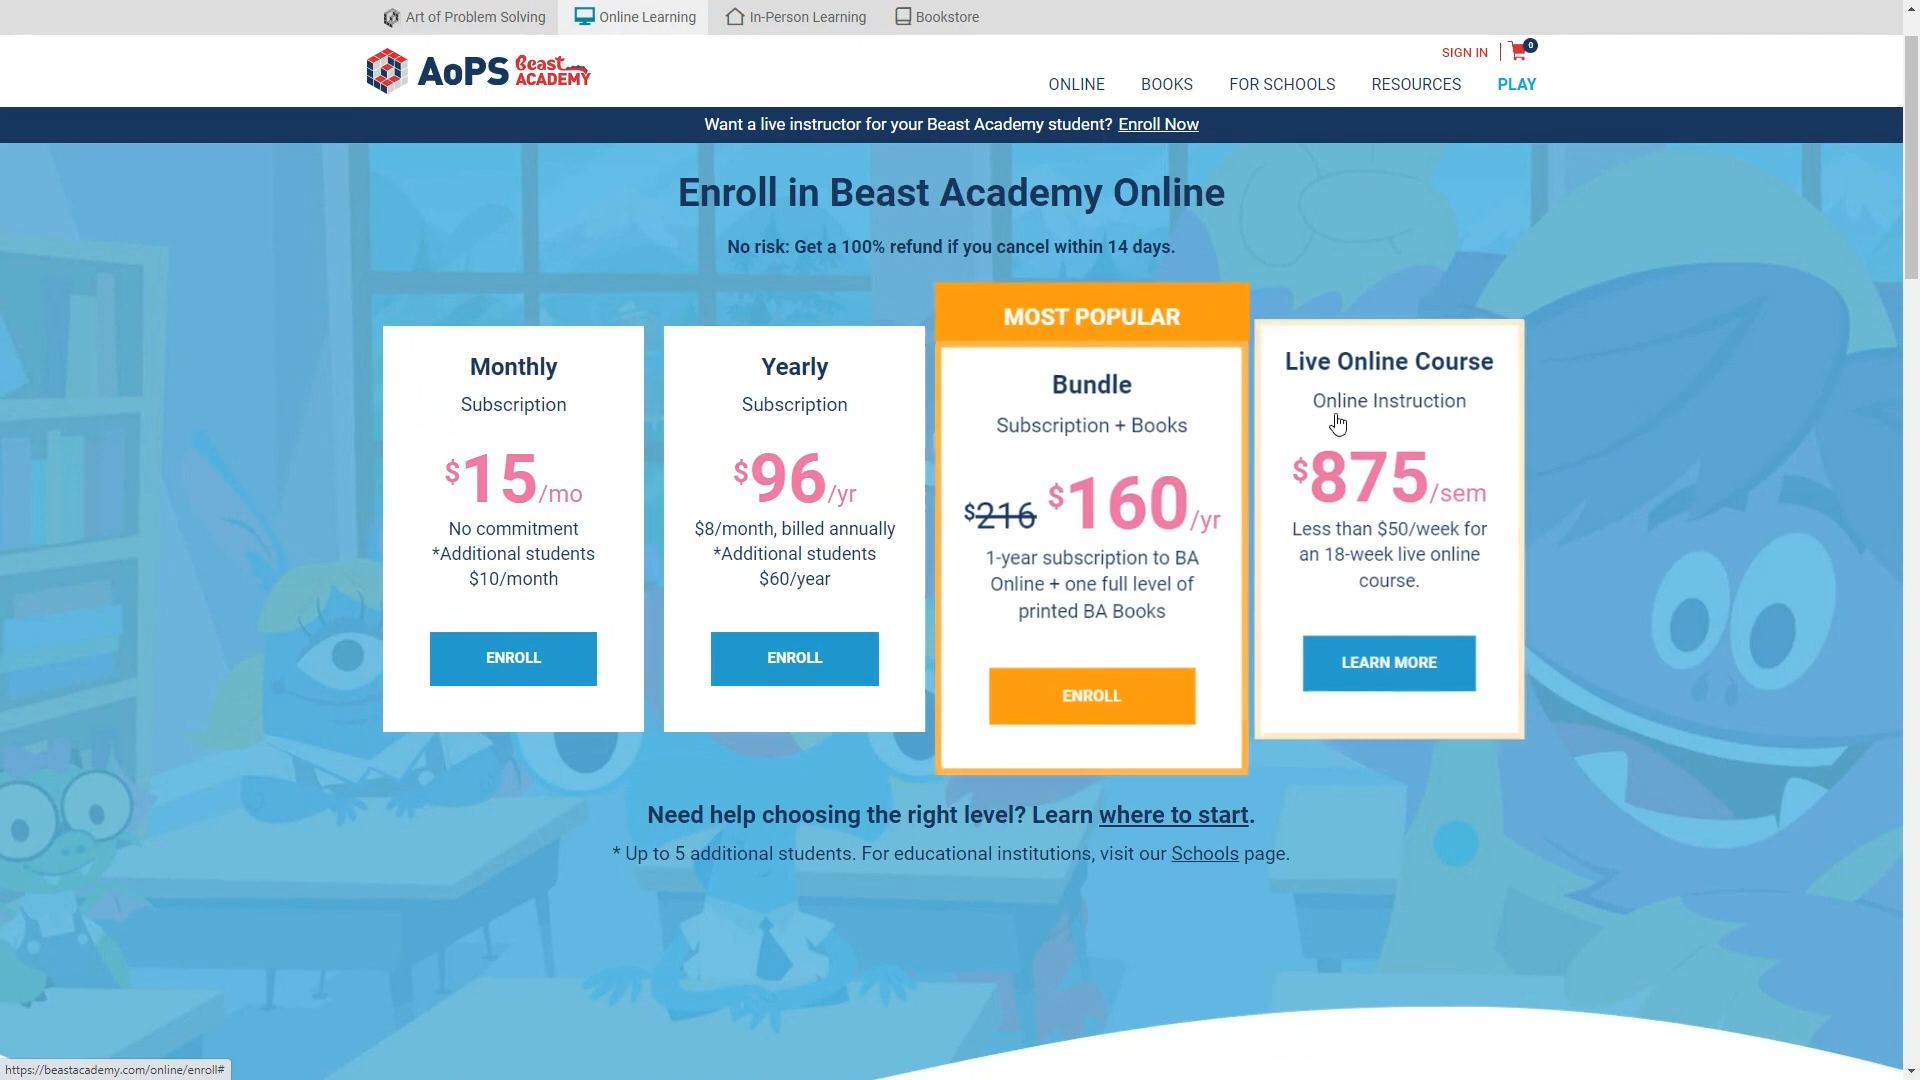 Art of Problem Solving
Online Learning
In-Person Learning
Bookstore
AoPS Beast ACADEMY
SIGN IN
0
ONLINE
BOOKS
FOR SCHOOLS
RESOURCES
PLAY
Want a live instructor for your Beast Academy student? Enroll Now
Enroll in Beast Academy Online
No risk: Get a 100% refund if you cancel within 14 days.
Monthly
Subscription
$15/mo
No commitment
*Additional students
$10/month
ENROLL
Yearly
Subscription
$96/yr
$8/month, billed annually
*Additional students
$60/year
ENROLL
MOST POPULAR
Bundle
Subscription + Books
$216 $160/yr
1-year subscription to BA
Online + one full level of
printed BA Books
ENROLL
Live Online Course
Online Instruction
$875/sem
Less than $50/week for
an 18-week live online
course.
LEARN MORE
Need help choosing the right level? Learn where to start.
* Up to 5 additional students. For educational institutions, visit our Schools page.
https://beastacademy.com/online/enroll#